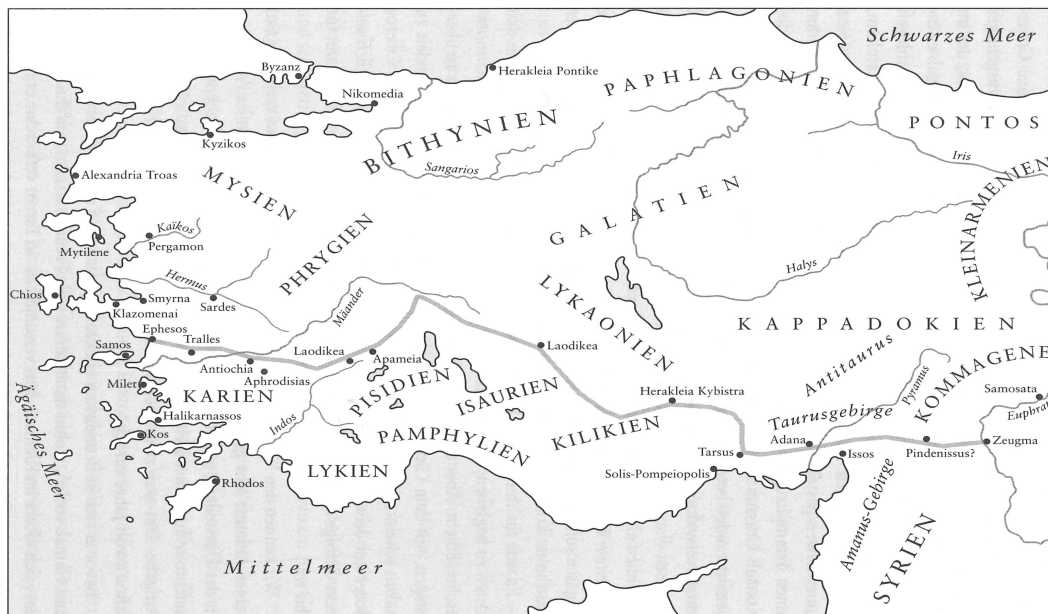 Schwarzes Meer
Byzanz
Herakleia Pontike
PAPHLAGONIEN
Nikomedia
BITHYNIEN
PONTOS
Kyzikos
Sangarios
Iris
Alexandria Troas
MYSIEN
GALATIEN
KLEINARMENIEN
Kaïkos
Pergamon
Mytilene
PHRYGIEN
Halys
Hermus
Chios
Smyrna
Sardes
Klazomenai
Mäander
LYKAONIEN
KAPPADOKIEN
Ephesos
Tralles
Samos
Laodikea
Apameia
Laodikea
Antitaurus
Antiochia
Aphrodisias
PISIDIEN
ISAURIEN
Pyramus
KOMMAGENE
Milet
KARIEN
Herakleia Kybistra
Samosata
Euphrat
Ägäisches Meer
Halikarnassos
Indos
Taurusgebirge
Kos
PAMPHYLIEN
KILIKIEN
Adana
Zeugma
Tarsus
Issos
Pindenissus?
LYKIEN
Solis-Pompeiopolis
Rhodos
Amanus-Gebirge
SYRIEN
Mittelmeer